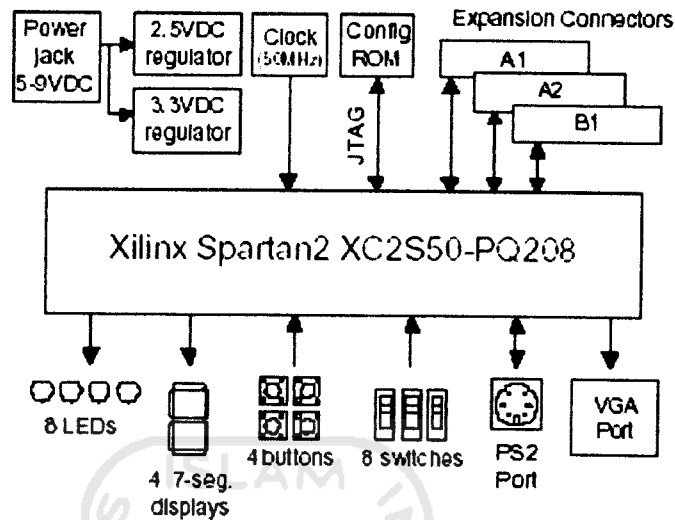 Power
jack
5-9VDC
2.5VDC
regulator
3.3VDC
regulator
Clock
(50MHz)
Config
ROM
JTAG
Expansion Connectors
A1
A2
B1
Xilinx Spartan2 XC2S50-PQ208
8 LEDs
4 7-seg.
displays
4 buttons
8 switches
PS2
Port
VGA
Port
ISLAM